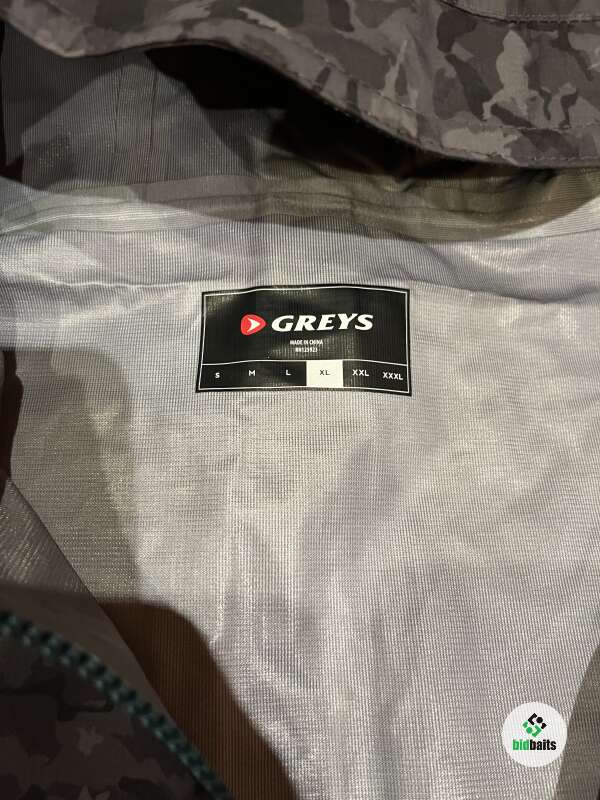 GREYS
MADE IN CHINA
S M L XL XXL XXXL
bidbaits